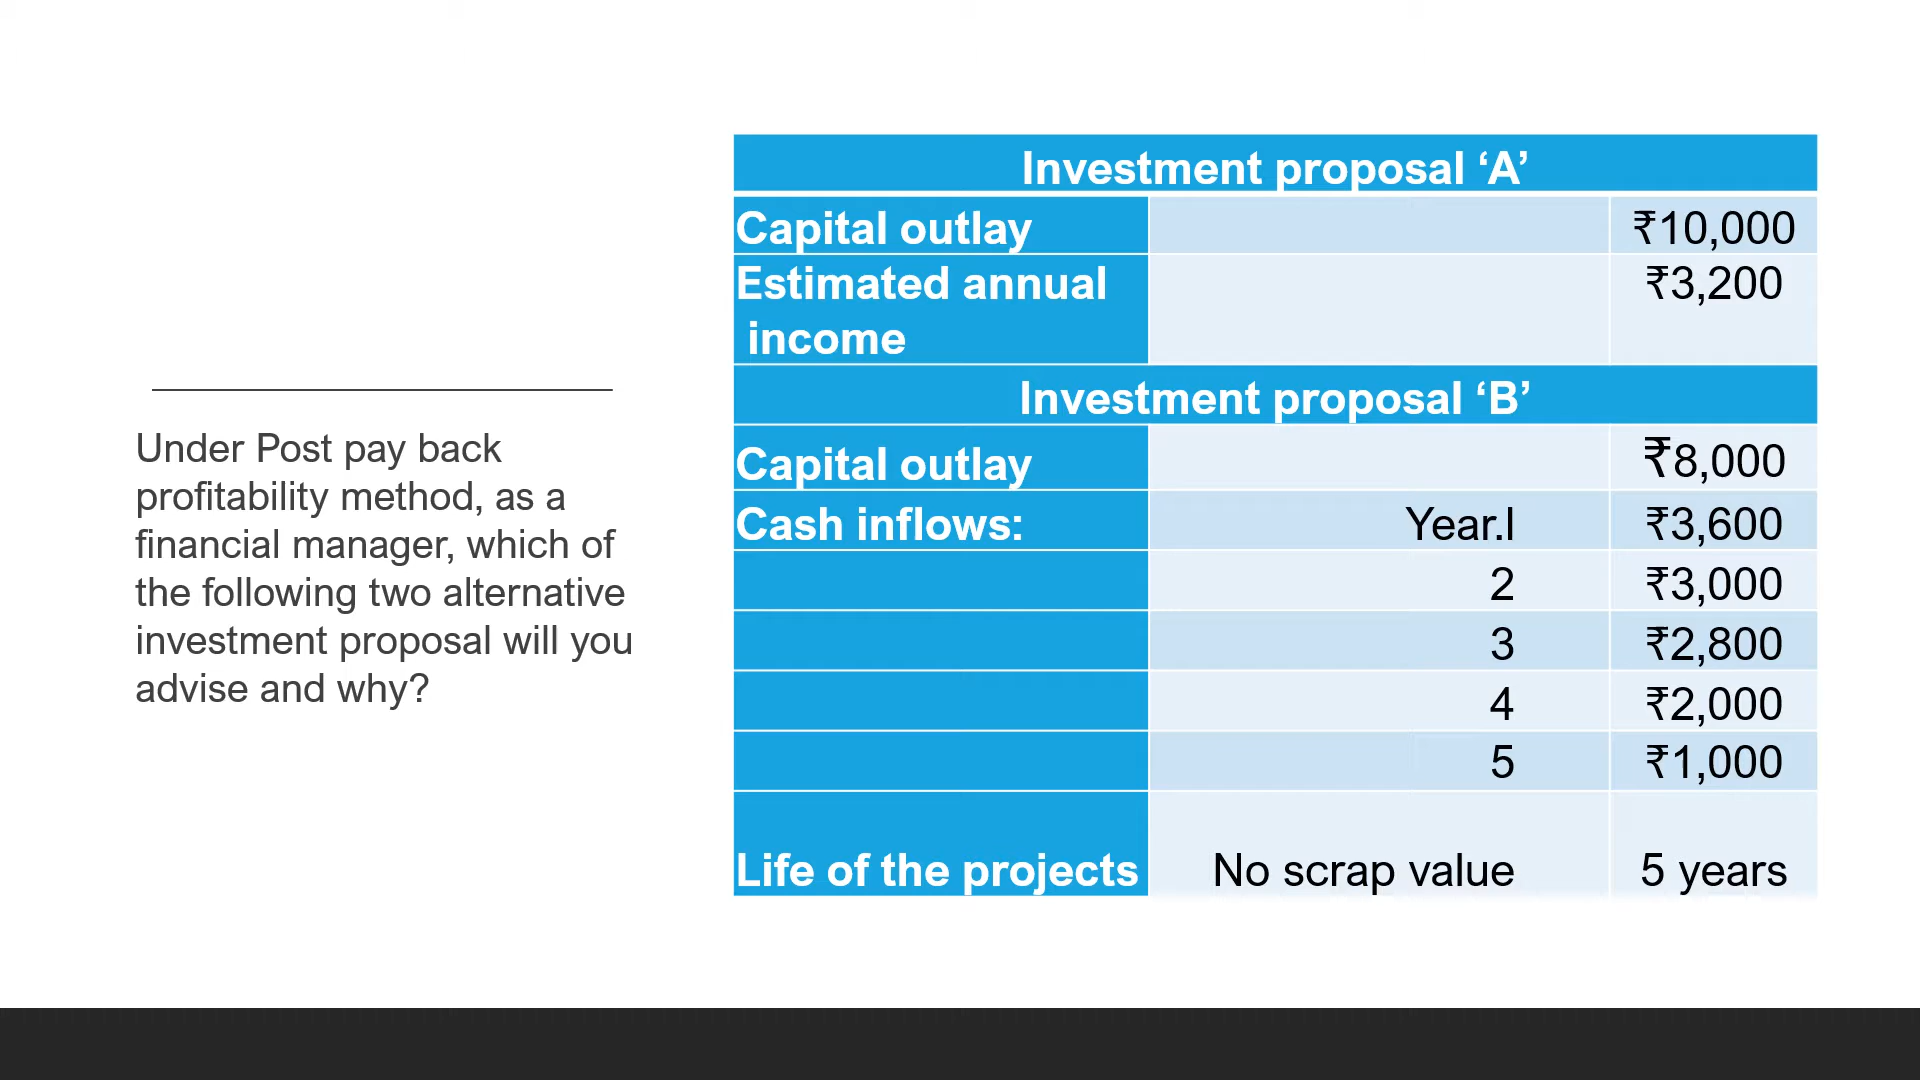 Under Post pay back
profitability method, as a
financial manager, which of
the following two alternative
investment proposal will you
advise and why?
Investment proposal ‘A’
Capital outlay ₹10,000
Estimated annual ₹3,200
income
Investment proposal ‘B’
Capital outlay ₹8,000
Cash inflows: Year.l ₹3,600
2 ₹3,000
3 ₹2,800
4 ₹2,000
5 ₹1,000
Life of the projects No scrap value 5 years